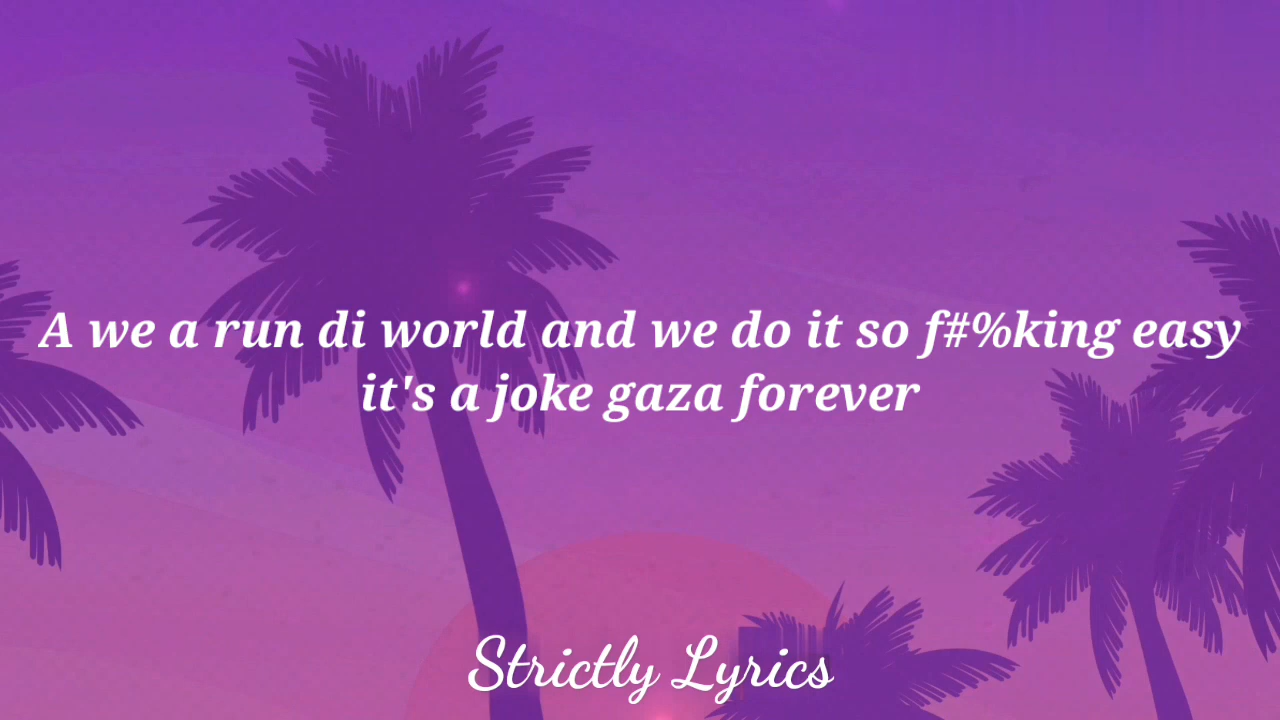 A we a run di world and we do it so f#%king easy
it's a joke gaza forever
Strictly Lyrics